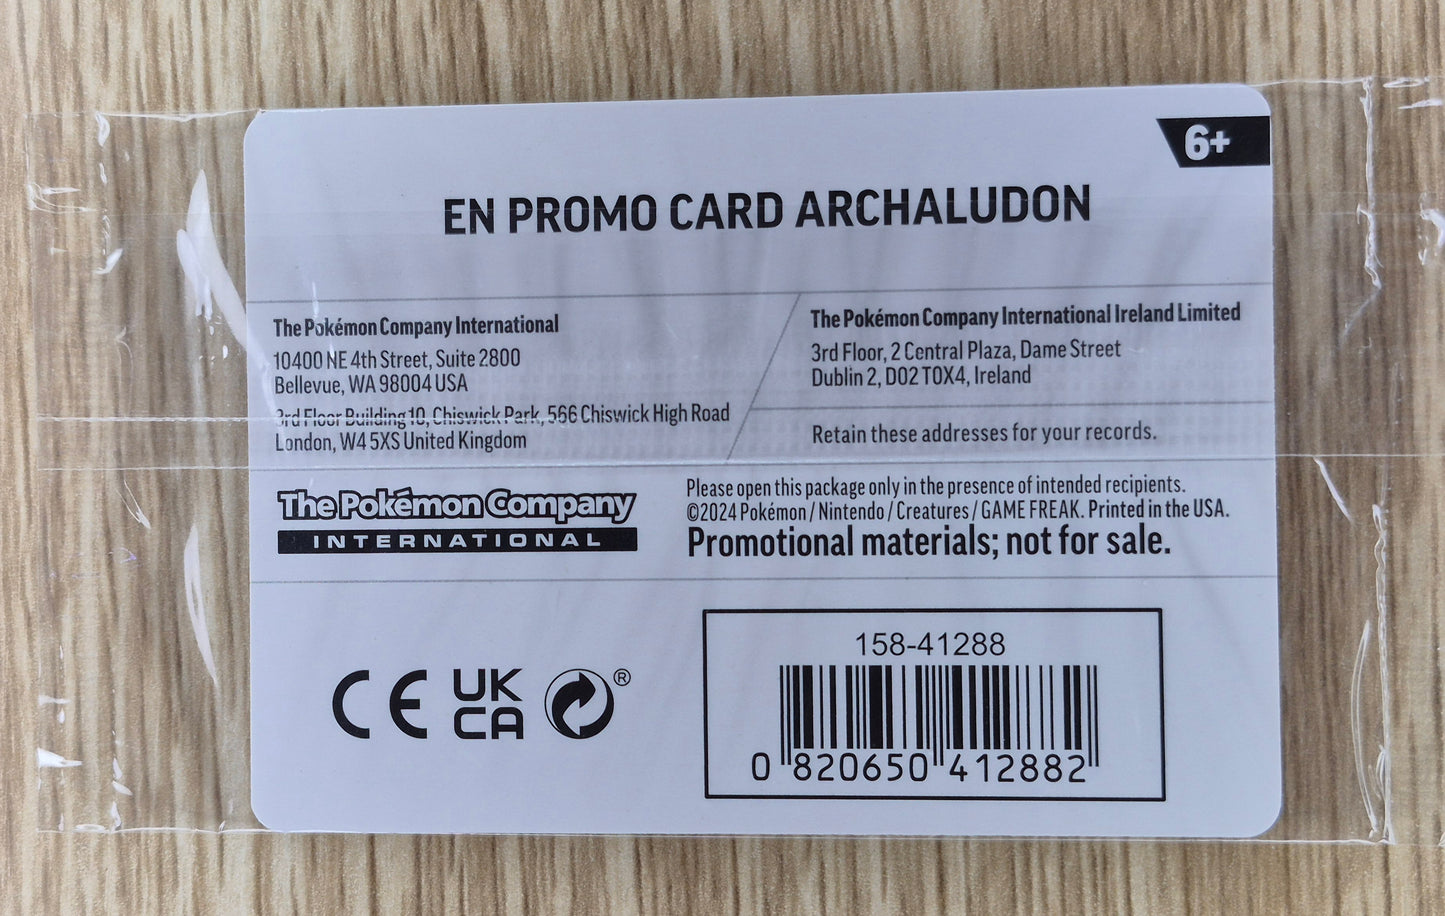 6+
EN PROMO CARD ARCHALUDON
The Pokémon Company International
10400 NE 4th Street, Suite 2800
Bellevue, WA 98004 USA
3rd Floor Building 10, Chiswick Park, 566 Chiswick High Road
London, W4 5XS United Kingdom
The Pokémon Company International Ireland Limited
3rd Floor, 2 Central Plaza, Dame Street
Dublin 2, D02 T0X4, Ireland
Retain these addresses for your records.
The Pokémon Company
INTERNATIONAL
Please open this package only in the presence of intended recipients.
©2024 Pokémon / Nintendo / Creatures / GAME FREAK. Printed in the USA.
Promotional materials; not for sale.
CE
UK
CA
®
158-41288
0 820650 412882